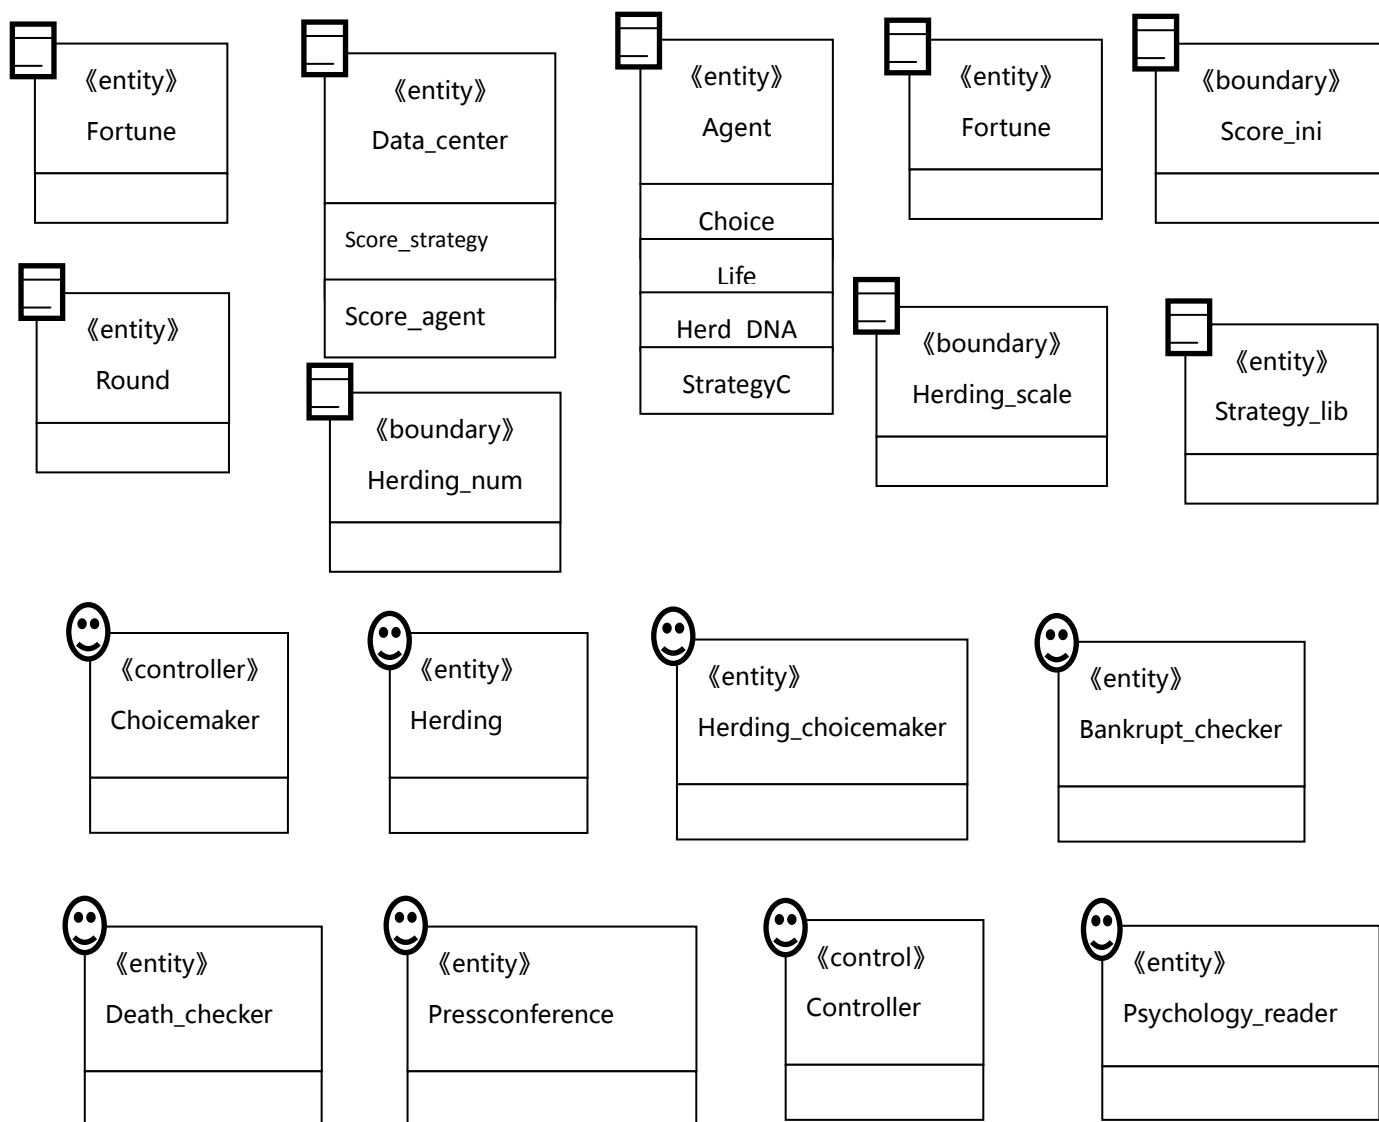 《entity》
Fortune
《entity》
Data_center
Score_strategy
Score_agent
《entity》
Agent
Choice
Life
Herd_DNA
StrategyC
《entity》
Fortune
《boundary》
Score_ini
《entity》
Round
《boundary》
Herding_num
《boundary》
Herding_scale
《entity》
Strategy_lib
《controller》
Choicemaker
《entity》
Herding
《entity》
Herding_choicemaker
《entity》
Bankrupt_checker
《entity》
Death_checker
《entity》
Pressconference
《control》
Controller
《entity》
Psychology_reader